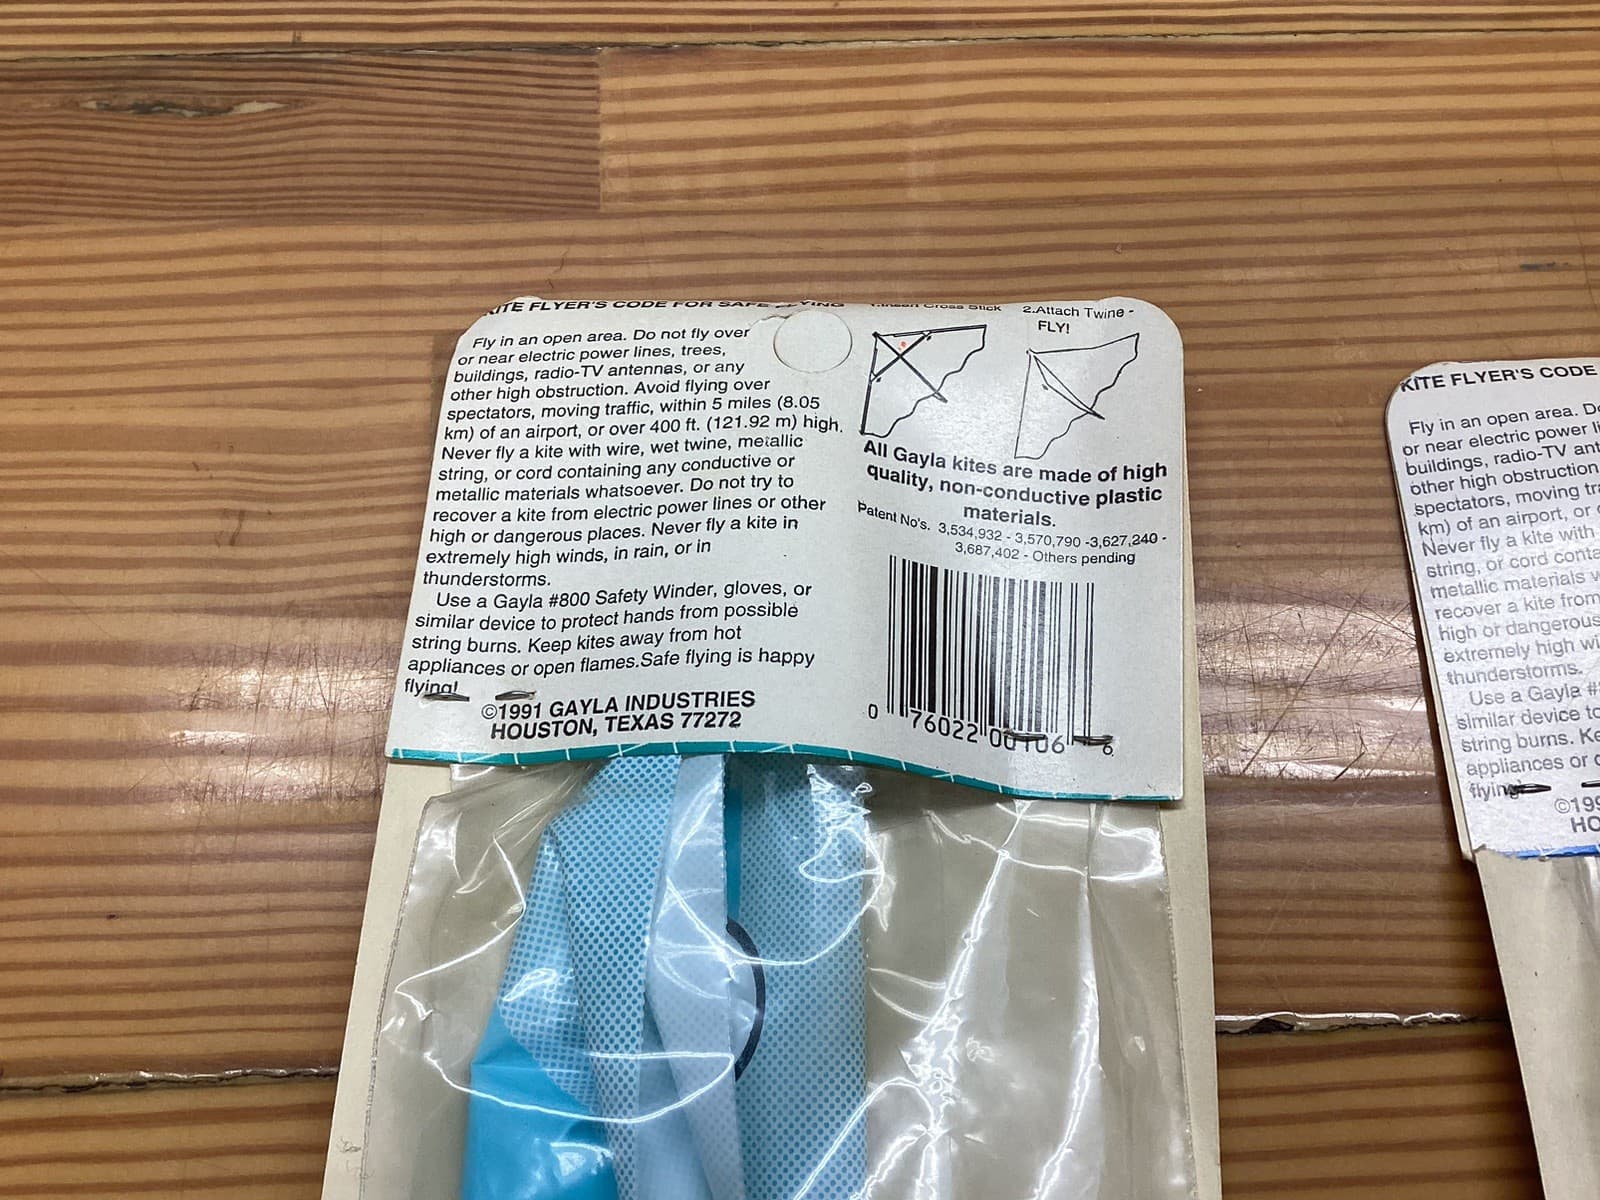 KITE FLYER'S CODE FOR SAFE FLYING
Fly in an open area. Do not fly over
or near electric power lines, trees,
buildings, radio-TV antennas, or any
other high obstruction. Avoid flying over
spectators, moving traffic, within 5 miles (8.05
km) of an airport, or over 400 ft. (121.92 m) high.
Never fly a kite with wire, wet twine, metallic
string, or cord containing any conductive or
metallic materials whatsoever. Do not try to
recover a kite from electric power lines or other
high or dangerous places. Never fly a kite in
extremely high winds, in rain, or in
thunderstorms.
Use a Gayla #800 Safety Winder, gloves, or
similar device to protect hands from possible
string burns. Keep kites away from hot
appliances or open flames.Safe flying is happy
flying!
©1991 GAYLA INDUSTRIES
HOUSTON, TEXAS 77272
1.Insert Cross Stick
2.Attach Twine -
FLY!
All Gayla kites are made of high
quality, non-conductive plastic
materials.
Patent No's. 3,534,932 - 3,570,790 -3,627,240 -
3,687,402 - Others pending
0 76022 00106 6
KITE FLYER'S CODE
Fly in an open area.
or near electric power
buildings, radio-TV
other high obstruction
spectators, moving
km) of an airport, or
Never fly a kite with
string, or cord
metallic materials
recover a kite from
high or dangerous
extremely high
thunderstorms.
Use a Gayla
similar device to
string burns.
appliances or
flying
©199
HO